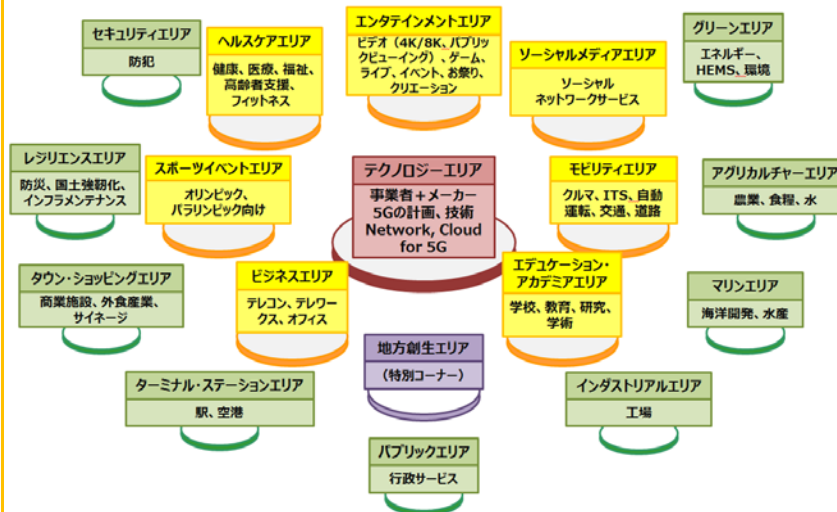 セキュリティエリア
防犯
ヘルスケアエリア
健康、医療、福祉、
高齢者支援、
フィットネス
エンタテインメントエリア
ビデオ（4K/8K、パブリッ
クビューイング）、ゲーム、
ライブ、イベント、お祭り、
クリエーション
ソーシャルメディアエリア
ソーシャル
ネットワークサービス
グリーンエリア
エネルギー、
HEMS、環境
レジリエンスエリア
防災、国土強靭化、
インフラメンテナンス
スポーツイベントエリア
オリンピック、
パラリンピック向け
テクノロジーエリア
事業者＋メーカー
5Gの計画、技術
Network, Cloud
for 5G
モビリティエリア
クルマ、ITS、自動
運転、交通、道路
アグリカルチャーエリア
農業、食糧、水
タウン・ショッピングエリア
商業施設、外食産業、
サイネージ
ビジネスエリア
テレコン、テレワー
クス、オフィス
エデュケーション・
アカデミアエリア
学校、教育、研究、
学術
マリンエリア
海洋開発、水産
地方創生エリア
（特別コーナー）
ターミナル・ステーションエリア
駅、空港
インダストリアルエリア
工場
パブリックエリア
行政サービス